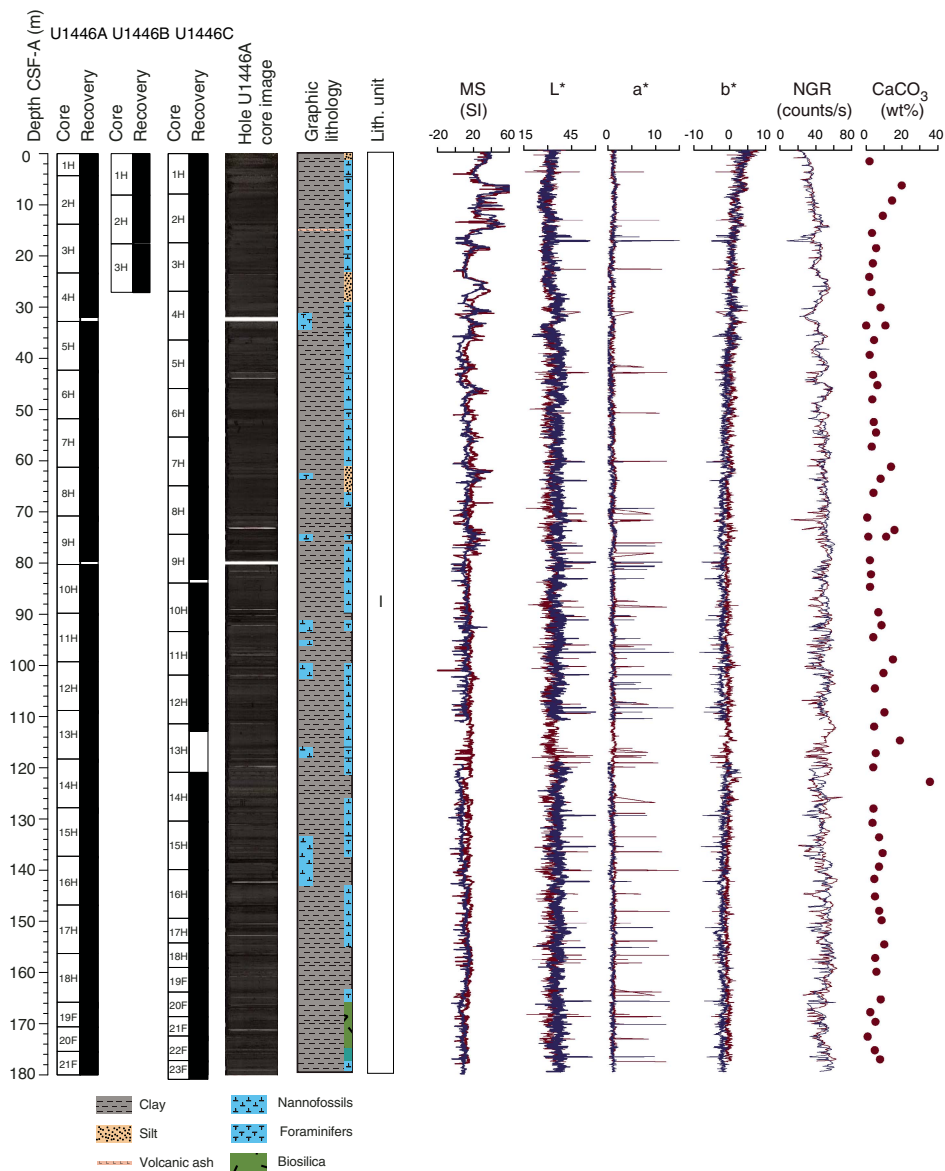 U1446A U1446B U1446C
Depth CSF-A (m)
Core
Recovery
Core
Recovery
Core
Recovery
Hole U1446A
core image
Graphic
lithology
Lith. unit
MS
(SI)
L*
a*
b*
NGR
(counts/s)
CaCO3
(wt%)
-20 20 60
15 45
0 10
-10 0 10
0 40 80
0 20 40
0
10
20
30
40
50
60
70
80
90
100
110
120
130
140
150
160
170
180
1H
2H
3H
4H
5H
6H
7H
8H
9H
10H
11H
12H
13H
14H
15H
16H
17H
18H
19F
20F
21F
1H
2H
3H
1H
2H
3H
4H
5H
6H
7H
8H
9H
10H
11H
12H
13H
14H
15H
16H
17H
18H
19F
20F
21F
22F
23F
I
Clay
Silt
Volcanic ash
Nannofossils
Foraminifers
Biosilica